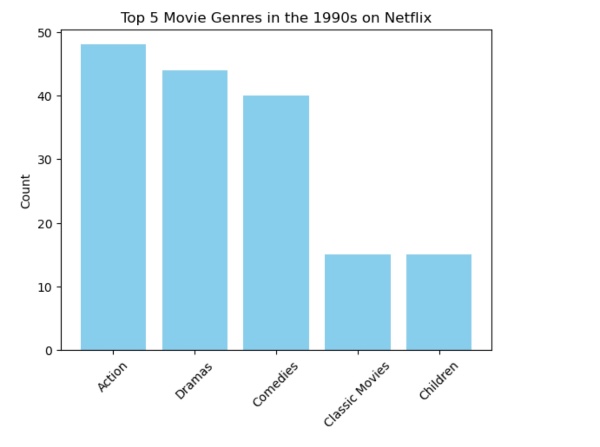 Top 5 Movie Genres in the 1990s on Netflix
50
40
30
20
10
0
Count
Action
Dramas
Comedies
Classic Movies
Children